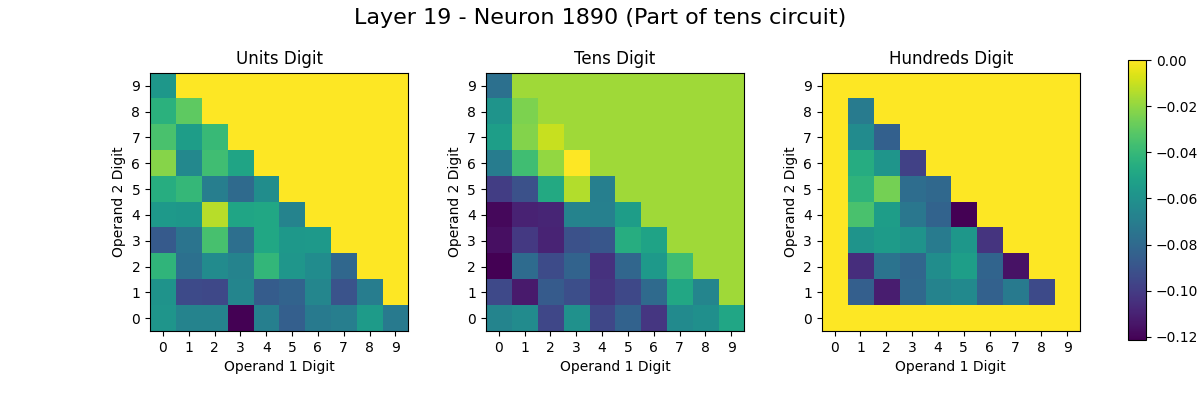 Layer 19 - Neuron 1890 (Part of tens circuit)
Units Digit
Operand 2 Digit
9
8
7
6
5
4
3
2
1
0
0 1 2 3 4 5 6 7 8 9
Operand 1 Digit
Tens Digit
Operand 2 Digit
9
8
7
6
5
4
3
2
1
0
0 1 2 3 4 5 6 7 8 9
Operand 1 Digit
Hundreds Digit
Operand 2 Digit
9
8
7
6
5
4
3
2
1
0
0 1 2 3 4 5 6 7 8 9
Operand 1 Digit
0.00
−0.02
−0.04
−0.06
−0.08
−0.10
−0.12